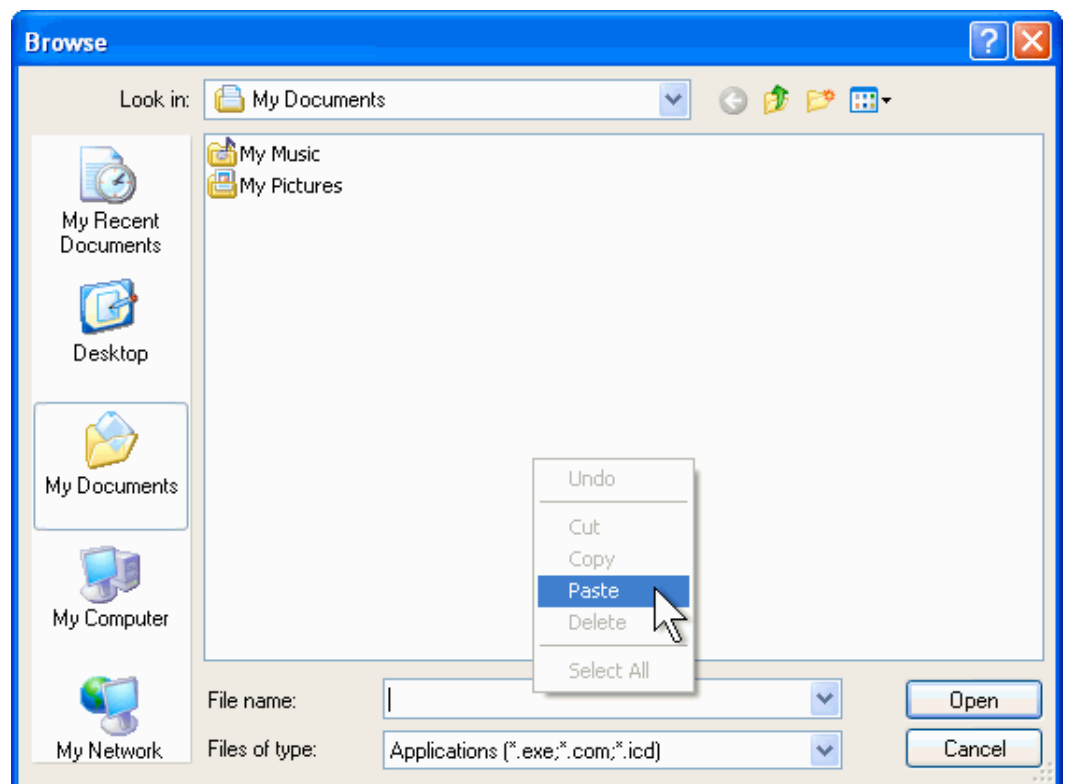 Browse
Look in: My Documents
My Music
My Pictures
My Recent
Documents
Desktop
My Documents
My Computer
My Network
Undo
Cut
Copy
Paste
Delete
Select All
File name:
Open
Files of type: Applications (*.exe;*.com;*.icd)
Cancel